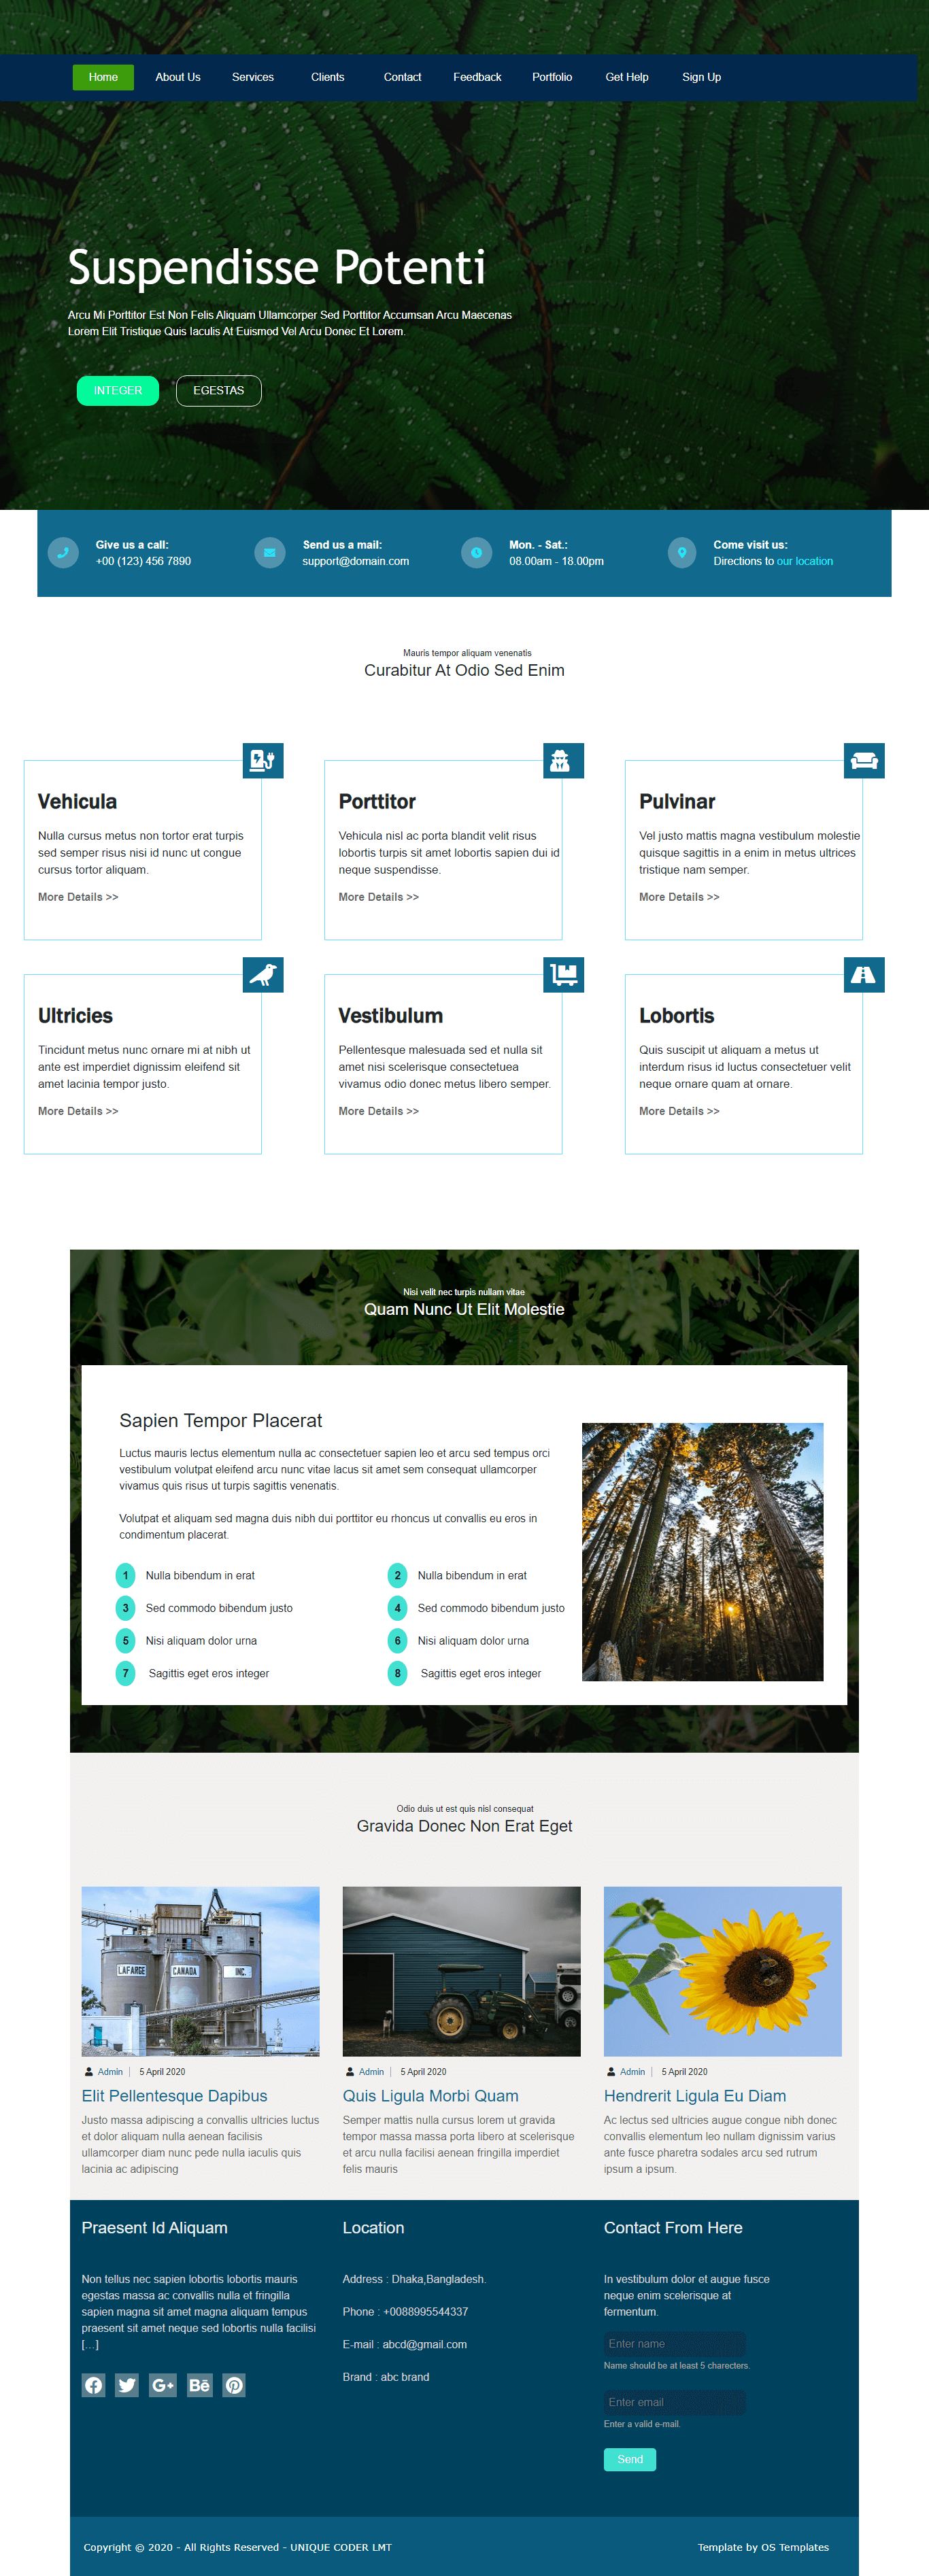 Home About Us Services Clients Contact Feedback Portfolio Get Help Sign Up
Suspendisse Potenti
Arcu Mi Porttitor Est Non Felis Aliquam Ullamcorper Sed Porttitor Accumsan Arcu Maecenas
Lorem Elit Tristique Quis Iaculis At Euismod Vel Arcu Donec Et Lorem.
INTEGER EGESTAS
Give us a call:
+00 (123) 456 7890
Send us a mail:
support@domain.com
Mon. - Sat.:
08.00am - 18.00pm
Come visit us:
Directions to our location
Mauris tempor aliquam venenatis
Curabitur At Odio Sed Enim
Vehicula
Nulla cursus metus non tortor erat turpis
sed semper risus nisi id nunc ut congue
cursus tortor aliquam.
More Details >>
Porttitor
Vehicula nisl ac porta blandit velit risus
lobortis turpis sit amet lobortis sapien dui id
neque suspendisse.
More Details >>
Pulvinar
Vel justo mattis magna vestibulum molestie
quisque sagittis in a enim in metus ultrices
tristique nam semper.
More Details >>
Ultricies
Tincidunt metus nunc ornare mi at nibh ut
ante est imperdiet dignissim eleifend sit
amet lacinia tempor justo.
More Details >>
Vestibulum
Pellentesque malesuada sed et nulla sit
amet nisi scelerisque consectetuea
vivamus odio donec metus libero semper.
More Details >>
Lobortis
Quis suscipit ut aliquam a metus ut
interdum risus id luctus consectetuer velit
neque ornare quam at ornare.
More Details >>
Nisi velit nec turpis nullam vitae
Quam Nunc Ut Elit Molestie
Sapien Tempor Placerat
Luctus mauris lectus elementum nulla ac consectetuer sapien leo et arcu sed tempus orci
vestibulum volutpat eleifend arcu nunc vitae lacus sit amet sem consequat ullamcorper
vivamus quis risus ut turpis sagittis venenatis.
Volutpat et aliquam sed magna duis nibh dui porttitor eu rhoncus ut convallis eu eros in
condimentum placerat.
1 Nulla bibendum in erat
2 Nulla bibendum in erat
3 Sed commodo bibendum justo
4 Sed commodo bibendum justo
5 Nisi aliquam dolor urna
6 Nisi aliquam dolor urna
7 Sagittis eget eros integer
8 Sagittis eget eros integer
Odio duis ut est quis nisl consequat
Gravida Donec Non Erat Eget
LAFARGE CANADA INC.
Admin | 5 April 2020
Elit Pellentesque Dapibus
Justo massa adipiscing a convallis ultricies luctus
et dolor aliquam nulla aenean facilisis
ullamcorper diam nunc pede nulla iaculis quis
lacinia ac adipiscing
Admin | 5 April 2020
Quis Ligula Morbi Quam
Semper mattis nulla cursus lorem ut gravida
tempor massa massa porta libero at scelerisque
et arcu nulla facilisi aenean fringilla imperdiet
felis mauris
Admin | 5 April 2020
Hendrerit Ligula Eu Diam
Ac lectus sed ultricies augue congue nibh donec
convallis elementum leo nullam dignissim varius
ante fusce pharetra sodales arcu sed rutrum
ipsum a ipsum.
Praesent Id Aliquam
Non tellus nec sapien lobortis lobortis mauris
egestas massa ac convallis nulla et fringilla
sapien magna sit amet magna aliquam tempus
praesent sit amet neque sed lobortis nulla facilisi
[…]
Location
Address : Dhaka,Bangladesh.
Phone : +0088995544337
E-mail : abcd@gmail.com
Brand : abc brand
Contact From Here
In vestibulum dolor et augue fusce
neque enim scelerisque at
fermentum.
Enter name
Name should be at least 5 charecters.
Enter email
Enter a valid e-mail.
Send
Copyright © 2020 - All Rights Reserved - UNIQUE CODER LMT
Template by OS Templates